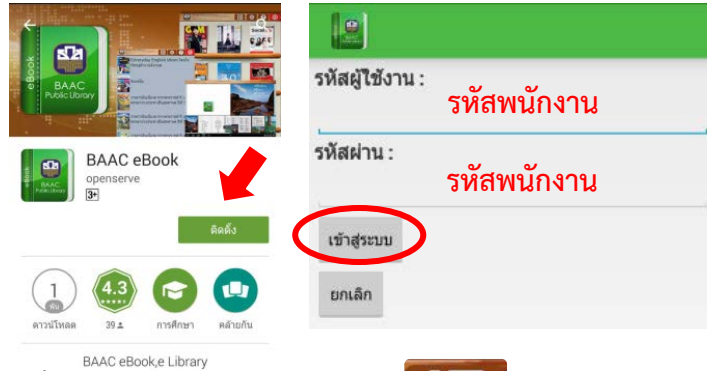 eBook
BAAC
Public Library
BAAC eBook
openserve
3+
ติดตั้ง
1
พัน
ดาวน์โหลด
4.3
39
การศึกษา
คล้ายกัน
BAAC eBook,e Library
รหัสผู้ใช้งาน :
รหัสพนักงาน
รหัสผ่าน :
รหัสพนักงาน
เข้าสู่ระบบ
ยกเลิก